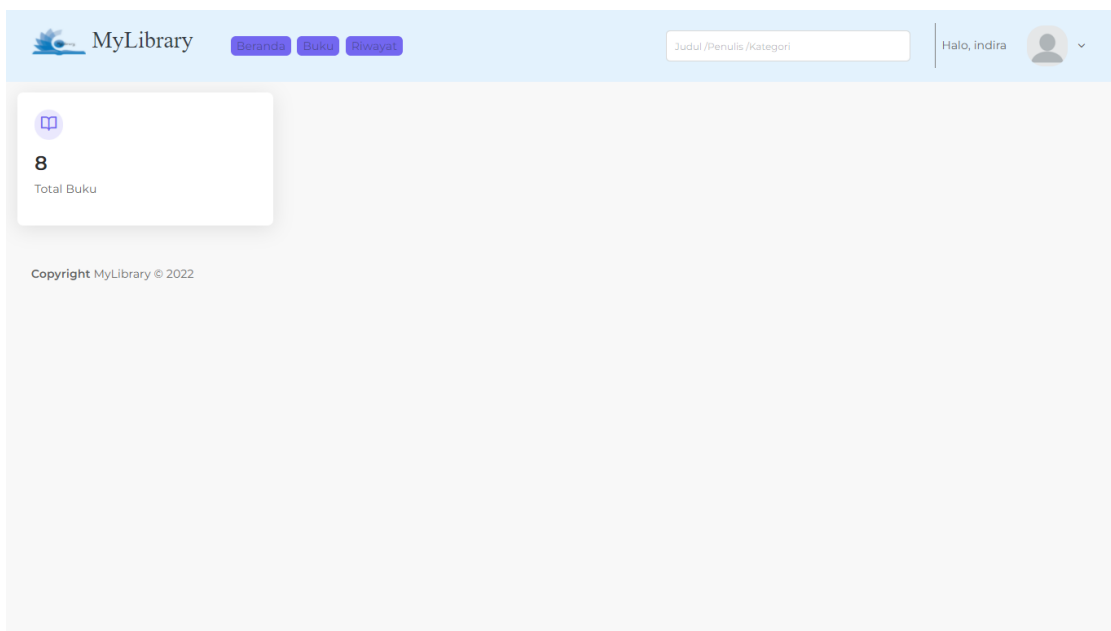 MyLibrary
Beranda Buku Riwayat
Judul /Penulis /Kategori
Halo, indira
8
Total Buku
Copyright MyLibrary © 2022